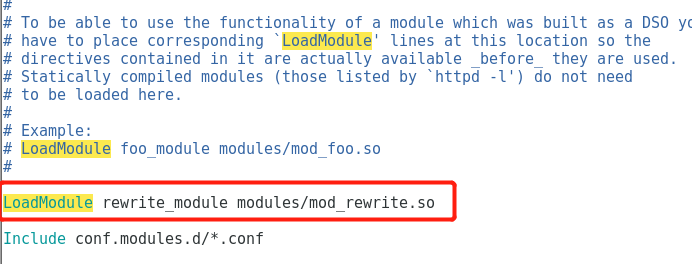 #
# To be able to use the functionality of a module which was built as a DSO yo
# have to place corresponding `LoadModule' lines at this location so the
# directives contained in it are actually available _before_ they are used.
# Statically compiled modules (those listed by `httpd -l') do not need
# to be loaded here.
#
# Example:
# LoadModule foo_module modules/mod_foo.so
#
LoadModule rewrite_module modules/mod_rewrite.so
Include conf.modules.d/*.conf